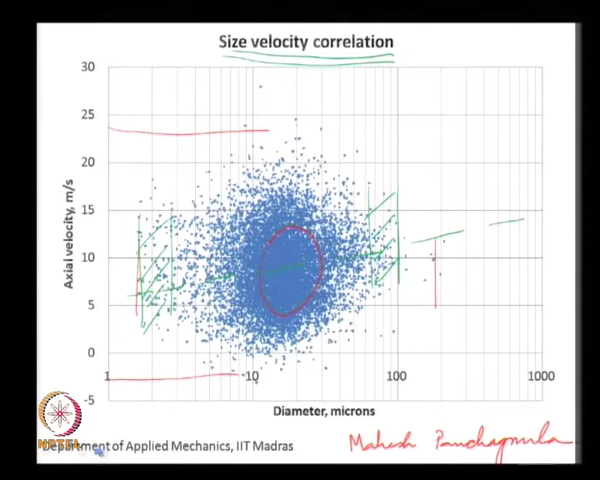 Size velocity correlation
30
25
20
15
10
5
0
-5
Axial velocity, m/s
1 10 100 1000
Diameter, microns
NPTEL
Department of Applied Mechanics, IIT Madras
Mahesh Panchagnula